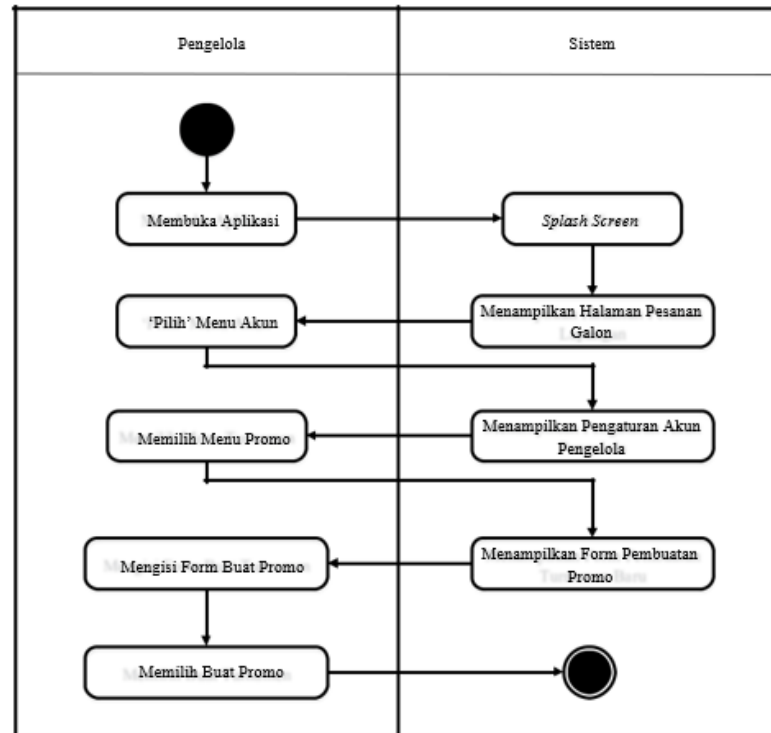 Pengelola
Sistem
Membuka Aplikasi
Splash Screen
Menampilkan Halaman Pesanan
Galon
‘Pilih’ Menu Akun
Menampilkan Pengaturan Akun
Pengelola
Memilih Menu Promo
Menampilkan Form Pembuatan
Promo
Mengisi Form Buat Promo
Memilih Buat Promo